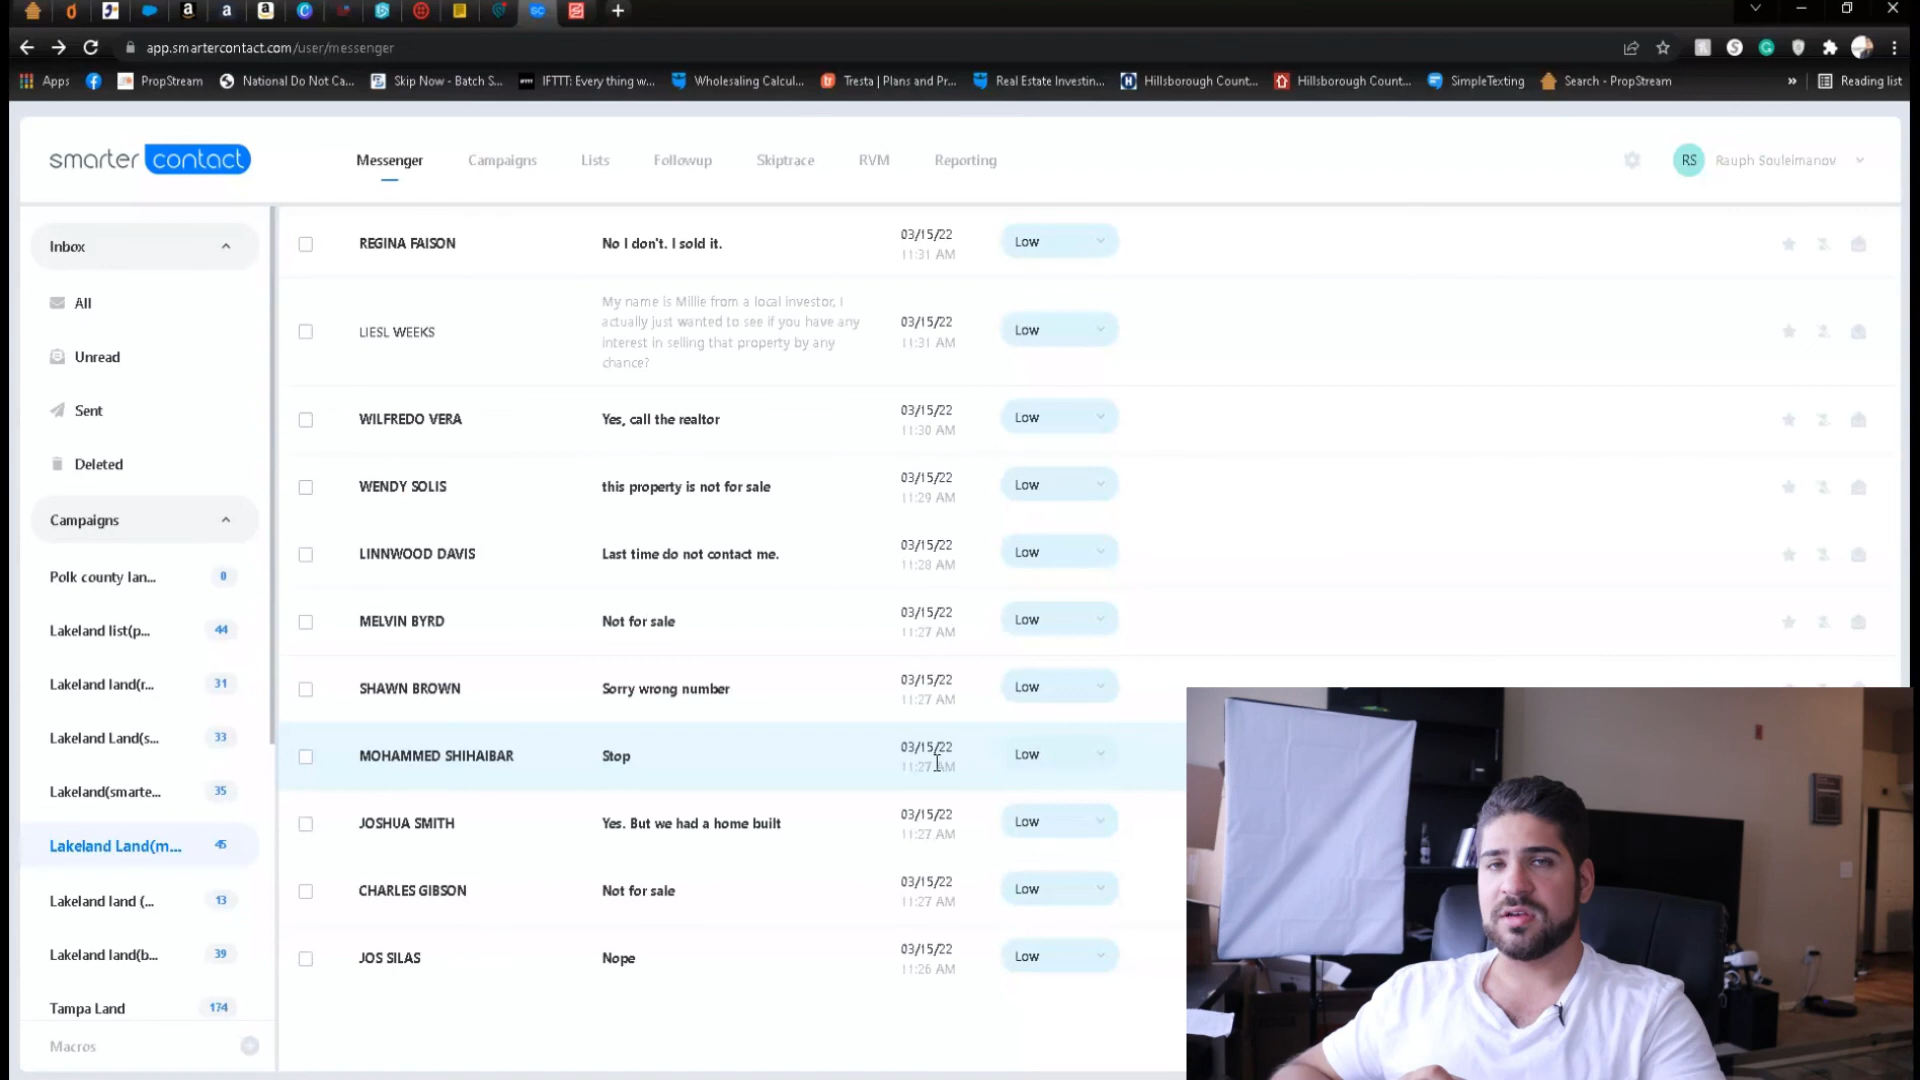 app.smartercontact.com/user/messenger
Apps PropStream National Do Not Ca... Skip Now - Batch S... IFTTT: Every thing w... Wholesaling Calcul... Tresta | Plans and Pr... Real Estate Investin... Hillsborough Count... Hillsborough Count... SimpleTexting Search - PropStream » Reading list
smarter contact Messenger Campaigns Lists Followup Skiptrace RVM Reporting RS Rauph Souleimanov
Inbox
All
Unread
Sent
Deleted
Campaigns
Polk county lan... 0
Lakeland list(p... 44
Lakeland land(r... 31
Lakeland Land(s... 33
Lakeland(smarte... 35
Lakeland Land(m... 45
Lakeland land (... 13
Lakeland land(b... 39
Tampa Land 174
Macros
REGINA FAISON No I don't. I sold it. 03/15/22 Low
11:31 AM
My name is Millie from a local investor, I
actually just wanted to see if you have any
LIESL WEEKS 03/15/22 Low
interest in selling that property by any
11:31 AM
chance?
WILFREDO VERA Yes, call the realtor 03/15/22 Low
11:30 AM
WENDY SOLIS this property is not for sale 03/15/22 Low
11:29 AM
LINNWOOD DAVIS Last time do not contact me. 03/15/22 Low
11:28 AM
MELVIN BYRD Not for sale 03/15/22 Low
11:27 AM
SHAWN BROWN Sorry wrong number 03/15/22 Low
11:27 AM
MOHAMMED SHIHAIBAR Stop 03/15/22 Low
11:27 AM
JOSHUA SMITH Yes. But we had a home built 03/15/22 Low
11:27 AM
CHARLES GIBSON Not for sale 03/15/22 Low
11:27 AM
JOS SILAS Nope 03/15/22 Low
11:26 AM